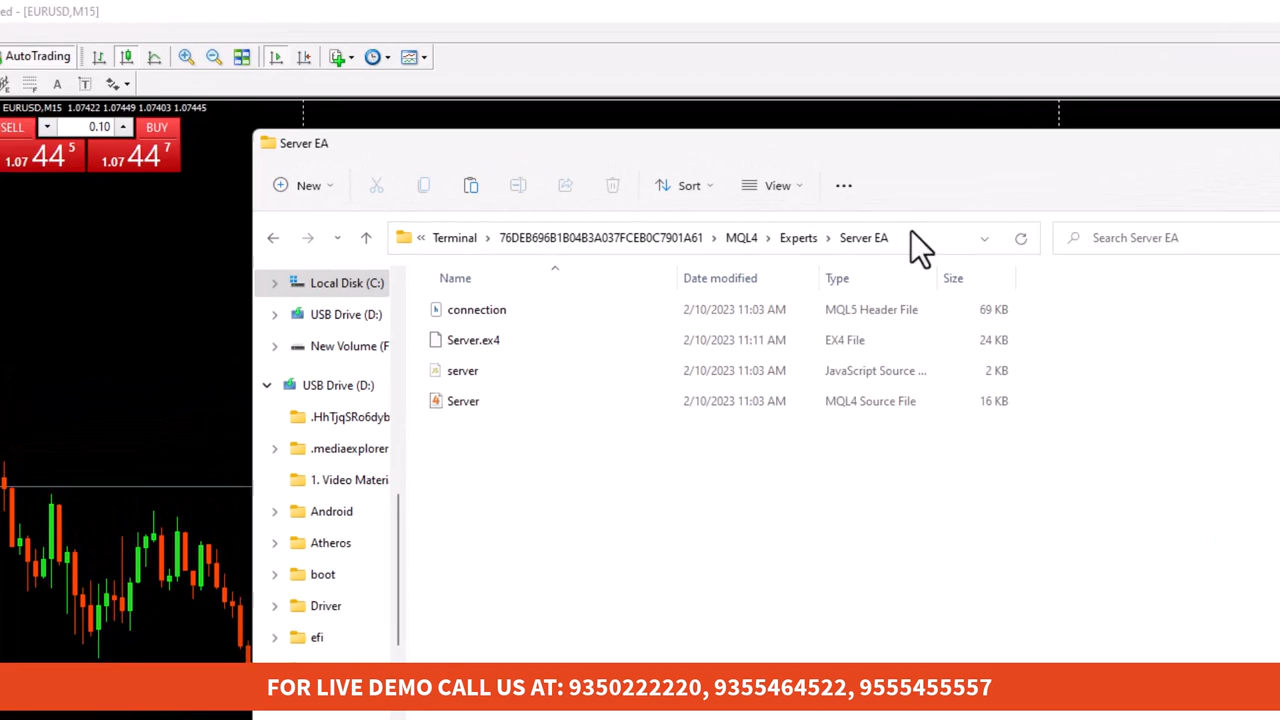 ed - [EURUSD,M15]
AutoTrading
A T
EURUSD,M15 1.07422 1.07449 1.07403 1.07445
SELL 0.10 BUY
1.07 44 5 1.07 44 7
Server EA
New Sort View
« Terminal > 76DEB696B1B04B3A037FCEB0C7901A61 > MQL4 > Experts > Server EA Search Server EA
Name Date modified Type Size
Local Disk (C:)
connection 2/10/2023 11:03 AM MQL5 Header File 69 KB
USB Drive (D:)
Server.ex4 2/10/2023 11:11 AM EX4 File 24 KB
New Volume (F
server 2/10/2023 11:03 AM JavaScript Source ... 2 KB
USB Drive (D:)
Server 2/10/2023 11:03 AM MQL4 Source File 16 KB
.HhTjqSRo6dyb
.mediaexplorer
1. Video Materi
Android
Atheros
boot
Driver
efi
FOR LIVE DEMO CALL US AT: 9350222220, 9355464522, 9555455557